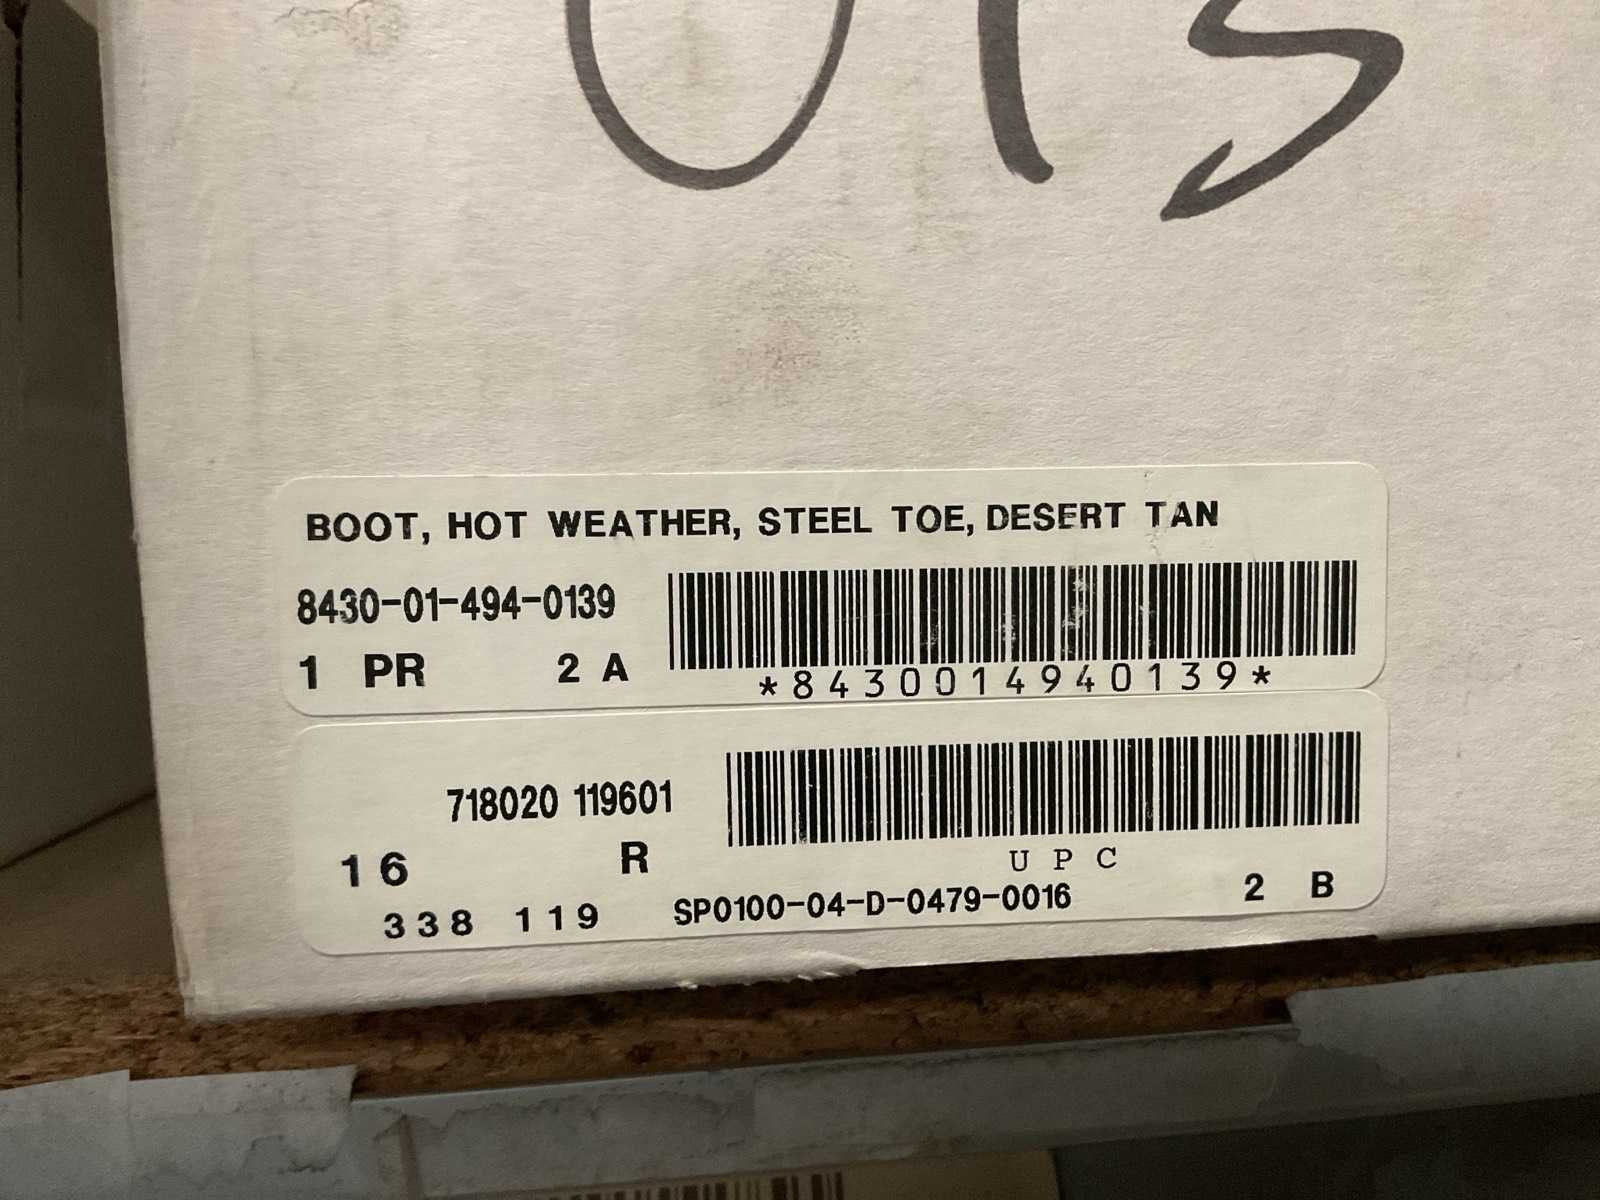 BOOT, HOT WEATHER, STEEL TOE, DESERT TAN
8430-01-494-0139
1 PR 2 A
*8430014940139*
718020 119601
UPC
16 R
338 119 SP0100-04-D-0479-0016 2 B